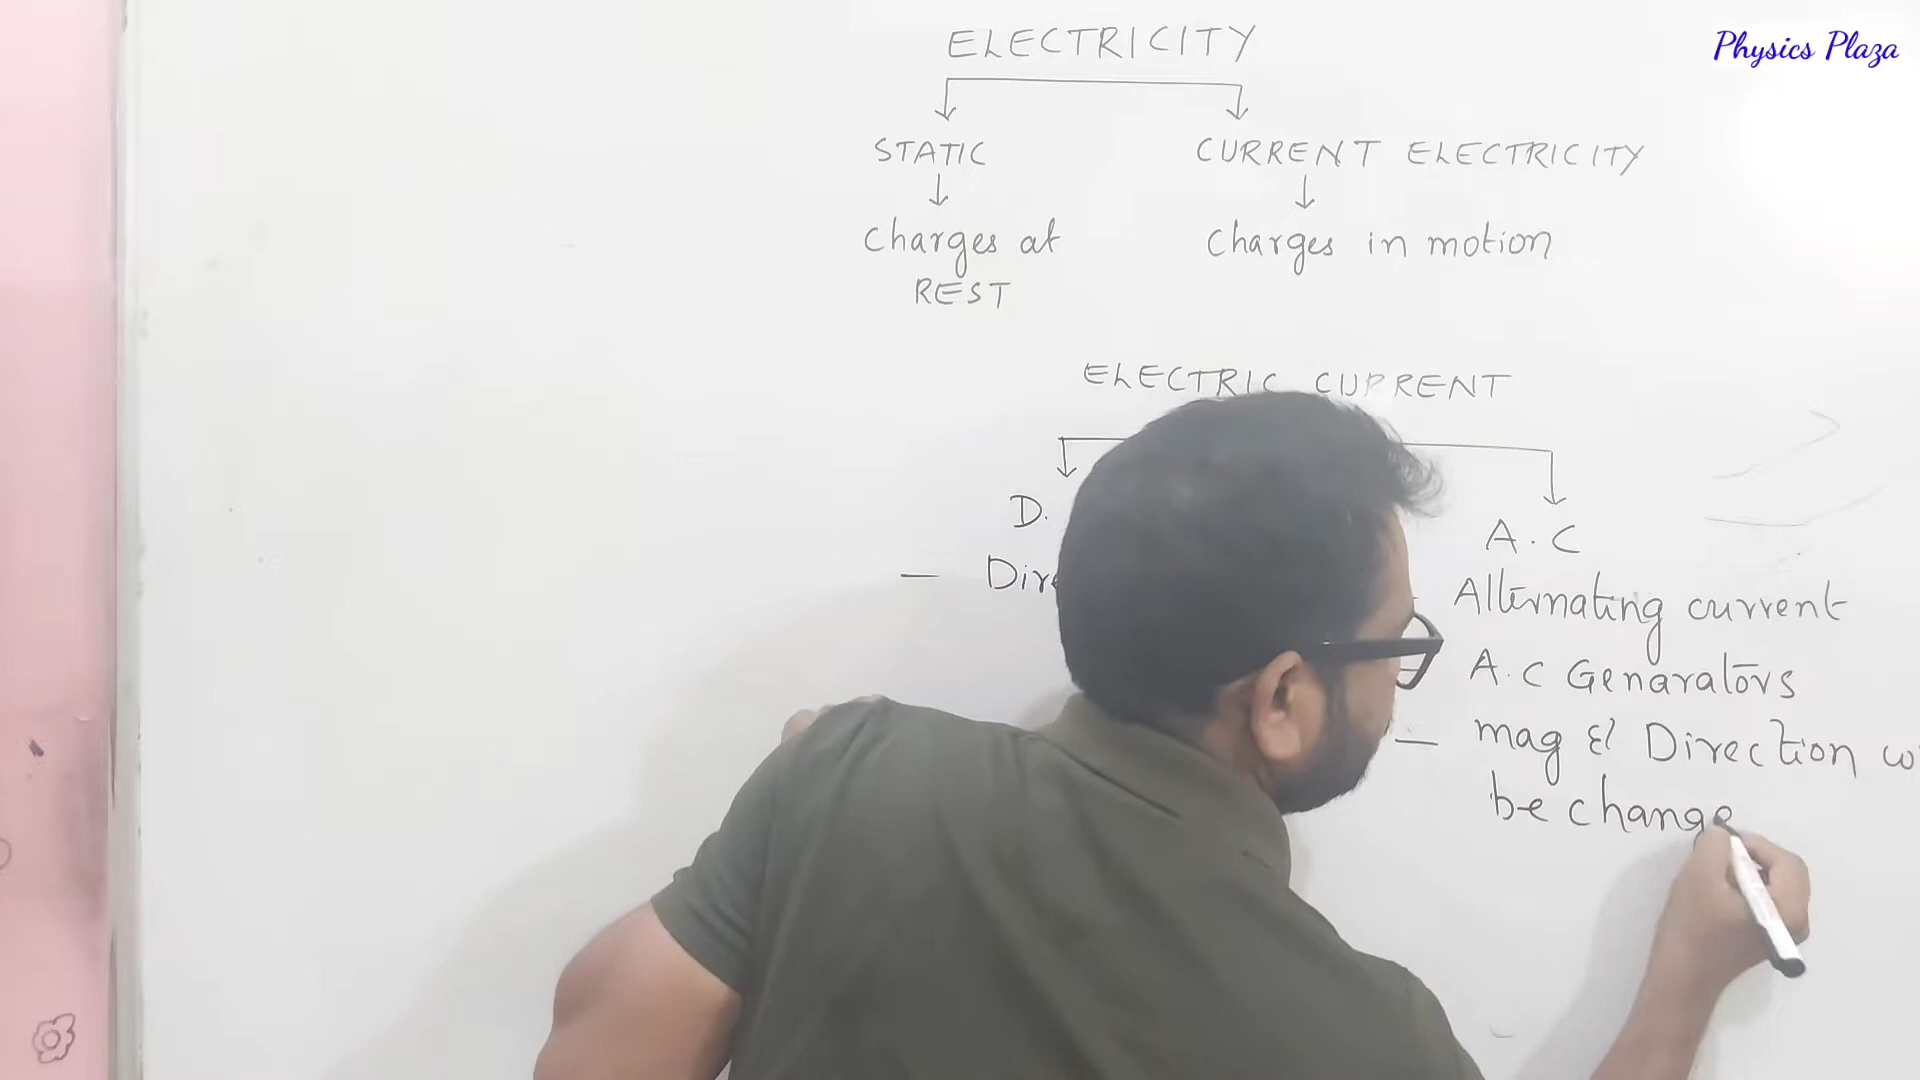 Physics Plaza
ELECTRICITY
STATIC
CURRENT ELECTRICITY
Charges at
REST
Charges in motion
ELECTRIC CURRENT
D.
A.C
Alternating current
A.C Genarators
mag & Direction
be change